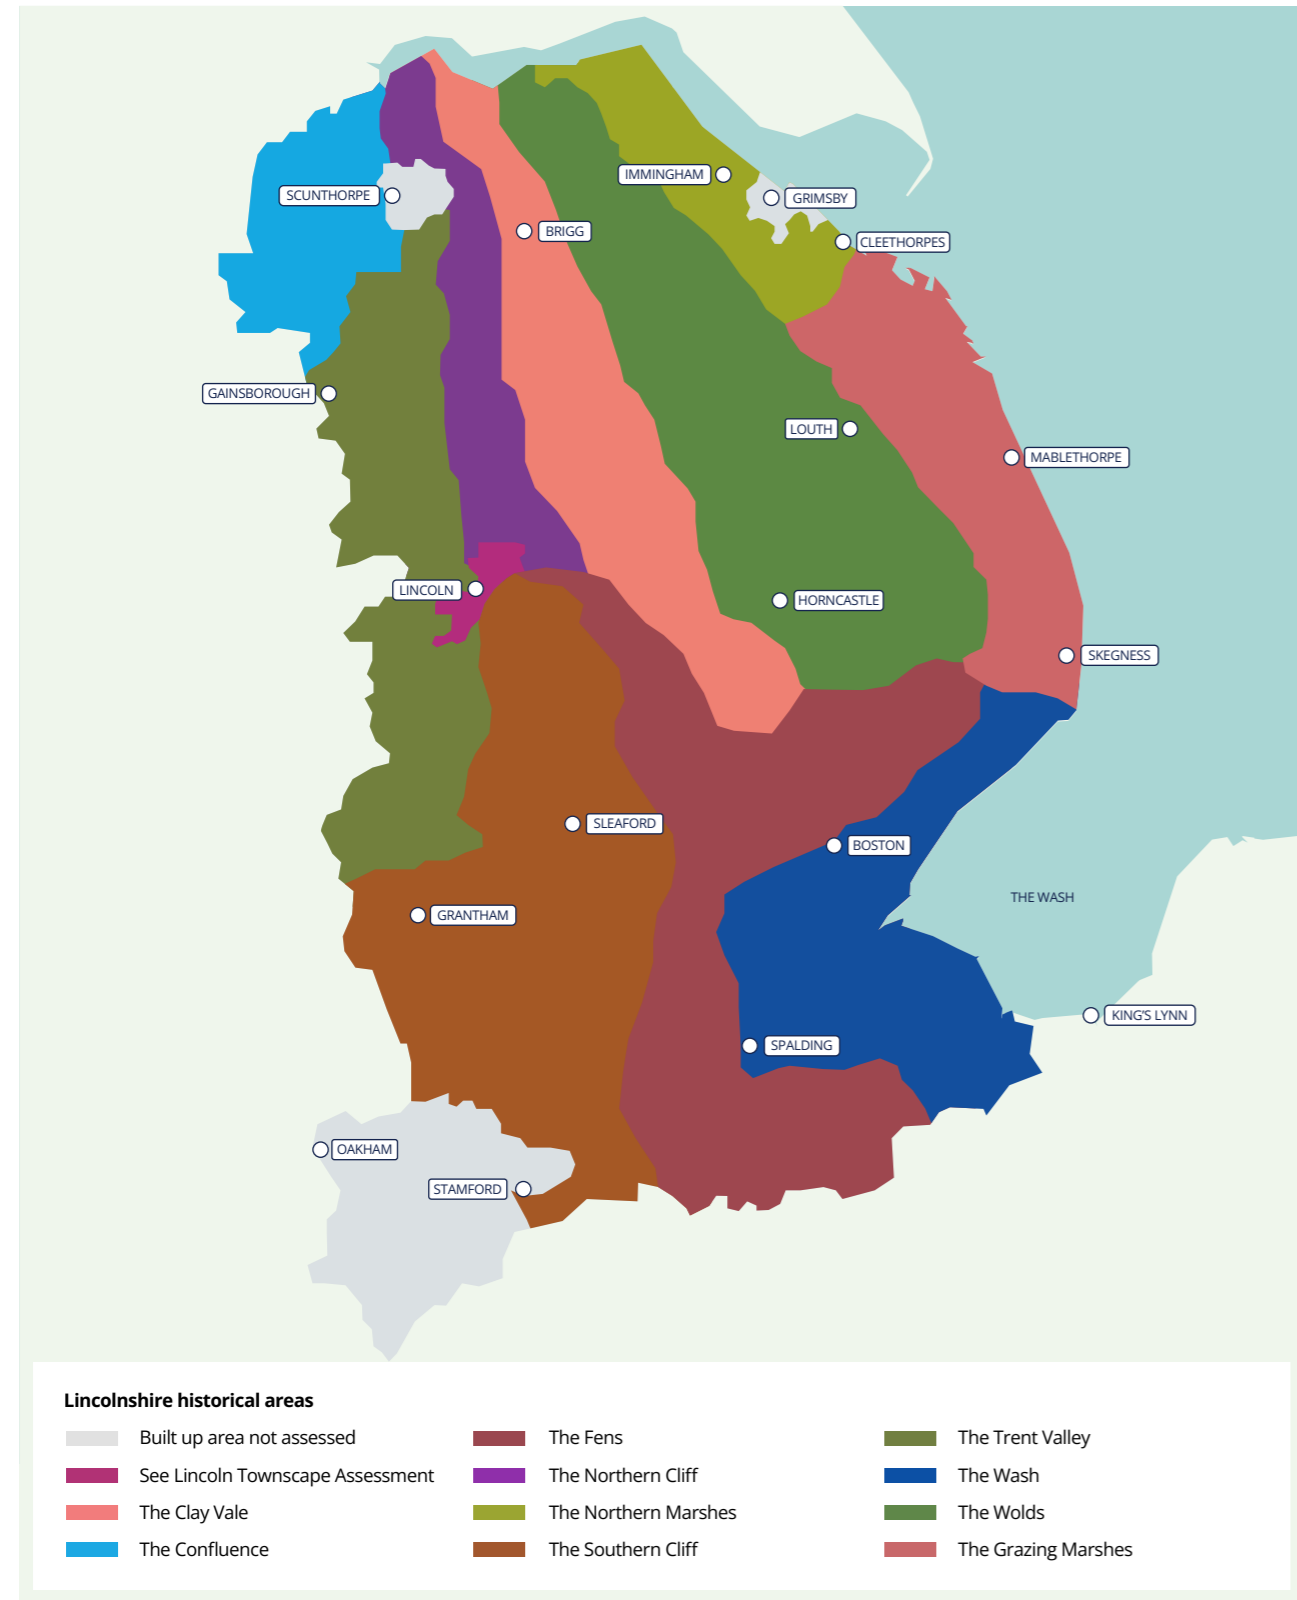 IMMINGHAM
SCUNTHORPE
GRIMSBY
BRIGG
CLEETHORPES
GAINSBOROUGH
LOUTH
MABLETHORPE
LINCOLN
HORNCASTLE
SKEGNESS
SLEAFORD
BOSTON
THE WASH
GRANTHAM
KING'S LYNN
SPALDING
OAKHAM
STAMFORD
Lincolnshire historical areas
Built up area not assessed
See Lincoln Townscape Assessment
The Clay Vale
The Confluence
The Fens
The Northern Cliff
The Northern Marshes
The Southern Cliff
The Trent Valley
The Wash
The Wolds
The Grazing Marshes